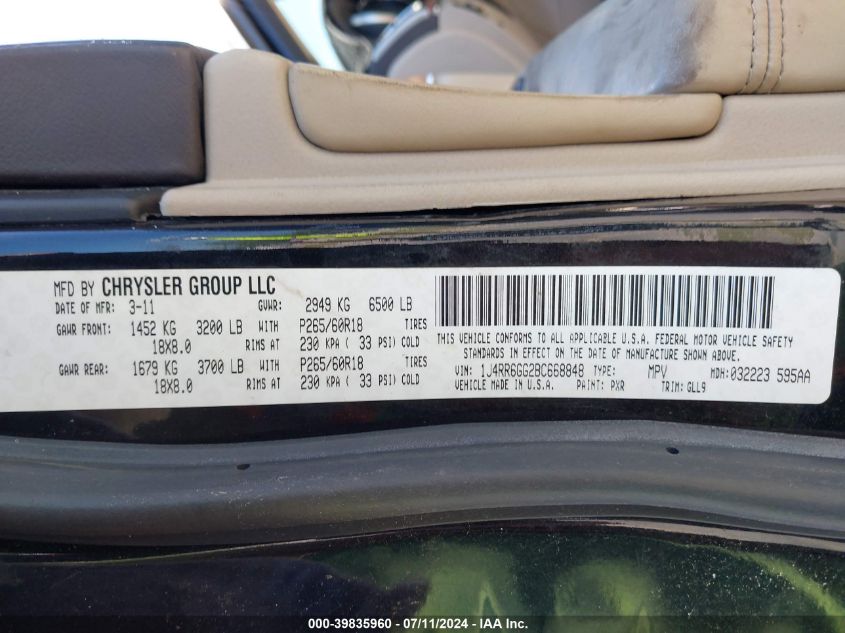 MFD BY CHRYSLER GROUP LLC
DATE OF MFR: 3-11 GVWR: 2949 KG 6500 LB
GAWR FRONT: 1452 KG 3200 LB WITH P265/60R18 TIRES
18X8.0 RIMS AT 230 KPA ( 33 PSI) COLD
GAWR REAR: 1679 KG 3700 LB WITH P265/60R18 TIRES
18X8.0 RIMS AT 230 KPA ( 33 PSI) COLD
THIS VEHICLE CONFORMS TO ALL APPLICABLE U.S.A. FEDERAL MOTOR VEHICLE SAFETY
STANDARDS IN EFFECT ON THE DATE OF MANUFACTURE SHOWN ABOVE.
VIN: 1J4RR6GG2BC668848 TYPE: MPV MDH: 032223 595AA
VEHICLE MADE IN U.S.A. PAINT: PXR TRIM: GLL9
000-39835960 - 07/11/2024 - IAA Inc.